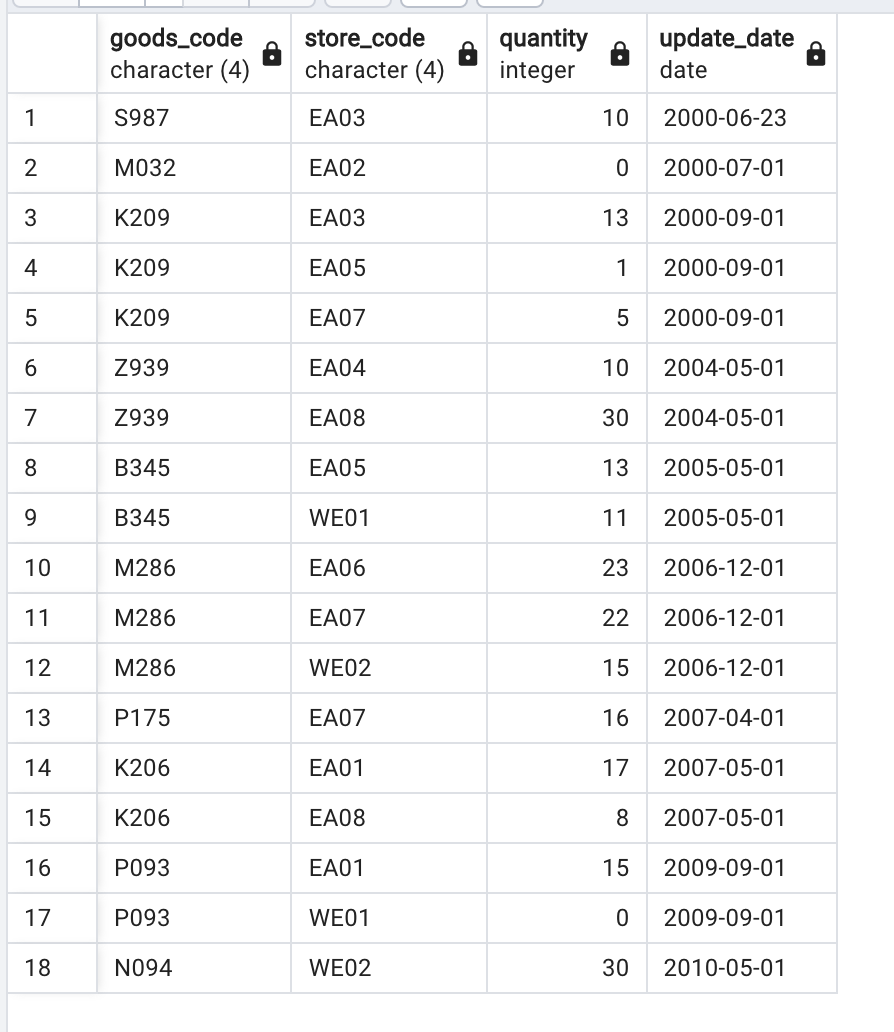 goods_code store_code quantity update_date
character (4) character (4) integer date
1 S987 EA03 10 2000-06-23
2 M032 EA02 0 2000-07-01
3 K209 EA03 13 2000-09-01
4 K209 EA05 1 2000-09-01
5 K209 EA07 5 2000-09-01
6 Z939 EA04 10 2004-05-01
7 Z939 EA08 30 2004-05-01
8 B345 EA05 13 2005-05-01
9 B345 WE01 11 2005-05-01
10 M286 EA06 23 2006-12-01
11 M286 EA07 22 2006-12-01
12 M286 WE02 15 2006-12-01
13 P175 EA07 16 2007-04-01
14 K206 EA01 17 2007-05-01
15 K206 EA08 8 2007-05-01
16 P093 EA01 15 2009-09-01
17 P093 WE01 0 2009-09-01
18 N094 WE02 30 2010-05-01